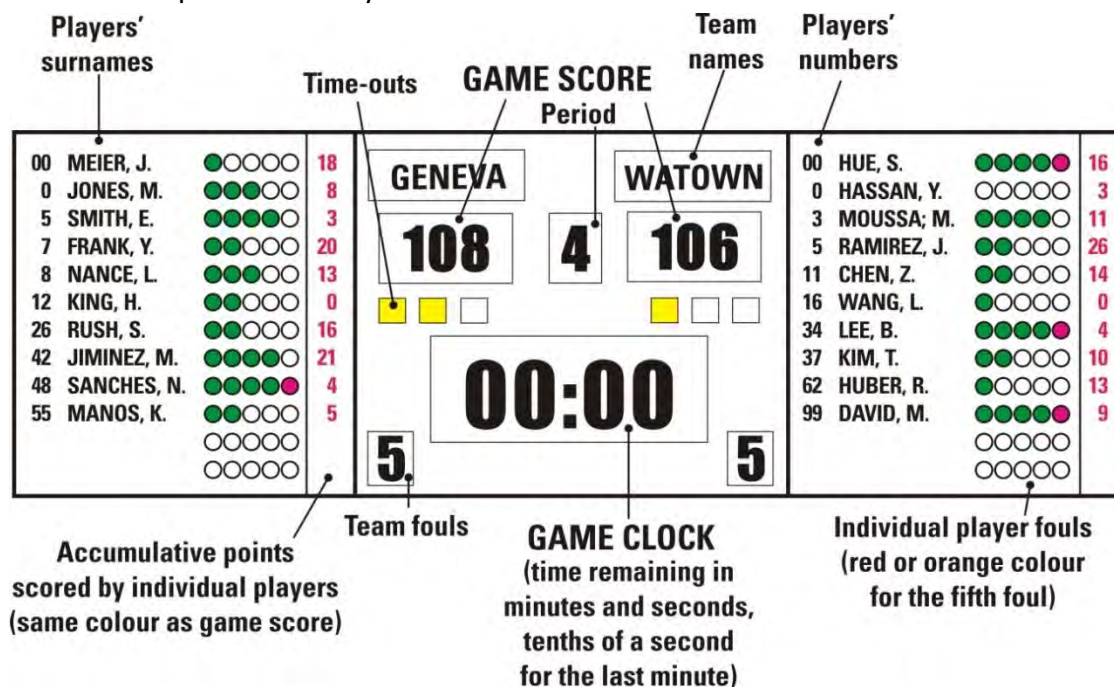 Players'
surnames
Time-outs
GAME SCORE
Period
Team
names
Players'
numbers
00 MEIER, J. 18
0 JONES, M. 8
5 SMITH, E. 3
7 FRANK, Y. 20
8 NANCE, L. 13
12 KING, H. 0
26 RUSH, S. 16
42 JIMINEZ, M. 21
48 SANCHES, N. 4
55 MANOS, K. 5
GENEVA
WATOWN
108
4
106
00:00
5
5
00 HUE, S. 16
0 HASSAN, Y. 3
3 MOUSSA; M. 11
5 RAMIREZ, J. 26
11 CHEN, Z. 14
16 WANG, L. 0
34 LEE, B. 4
37 KIM, T. 10
62 HUBER, R. 13
99 DAVID, M. 9
Accumulative points
scored by individual players
(same colour as game score)
Team fouls
GAME CLOCK
(time remaining in
minutes and seconds,
tenths of a second
for the last minute)
Individual player fouls
(red or orange colour
for the fifth foul)